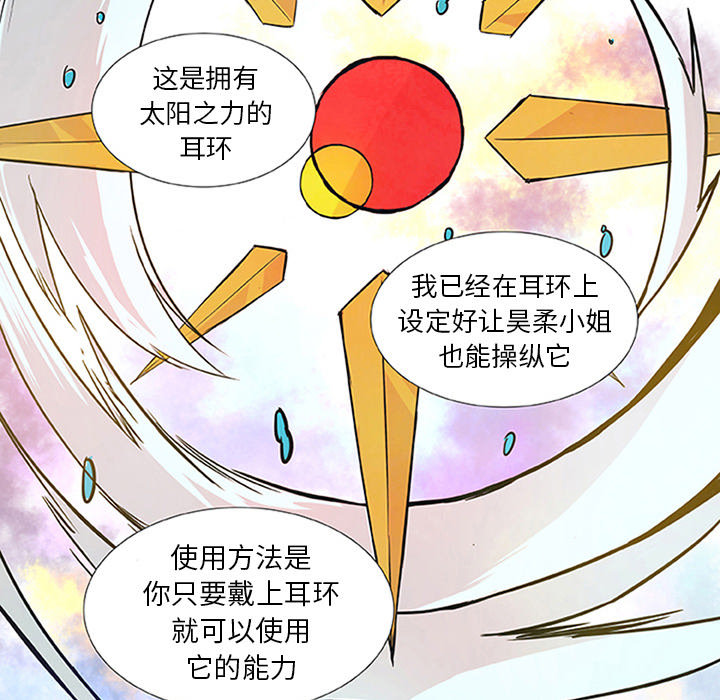 这是拥有
太阳之力的
耳环
我已经在耳环上
设定好让昊柔小姐
也能操纵它
使用方法是
你只要戴上耳环
就可以使用
它的能力